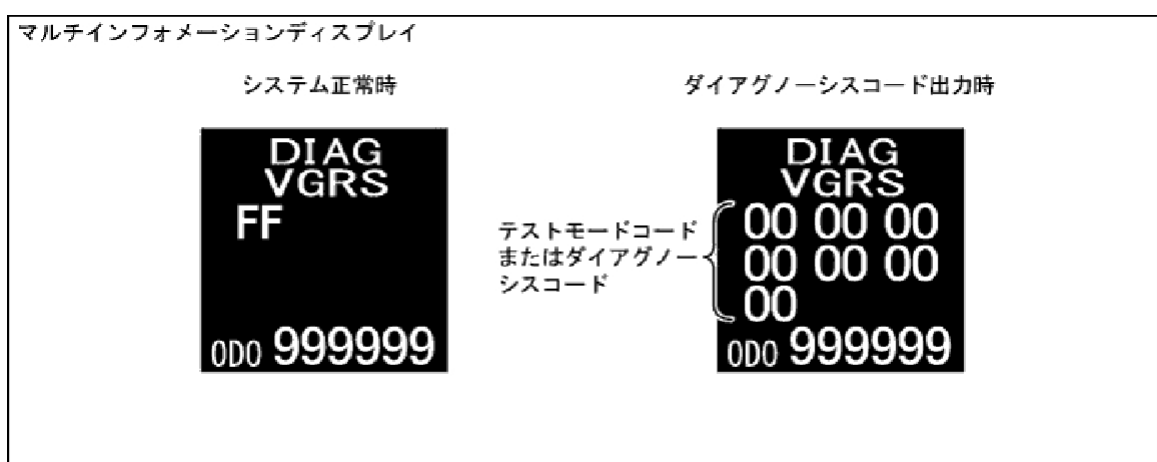 マルチインフォメーションディスプレイ
システム正常時
DIAG
VGRS
FF
ODO 999999
ダイアグノーシスコード出力時
テストモードコード
またはダイアグノー
シスコード
DIAG
VGRS
00 00 00
00 00 00
00
ODO 999999